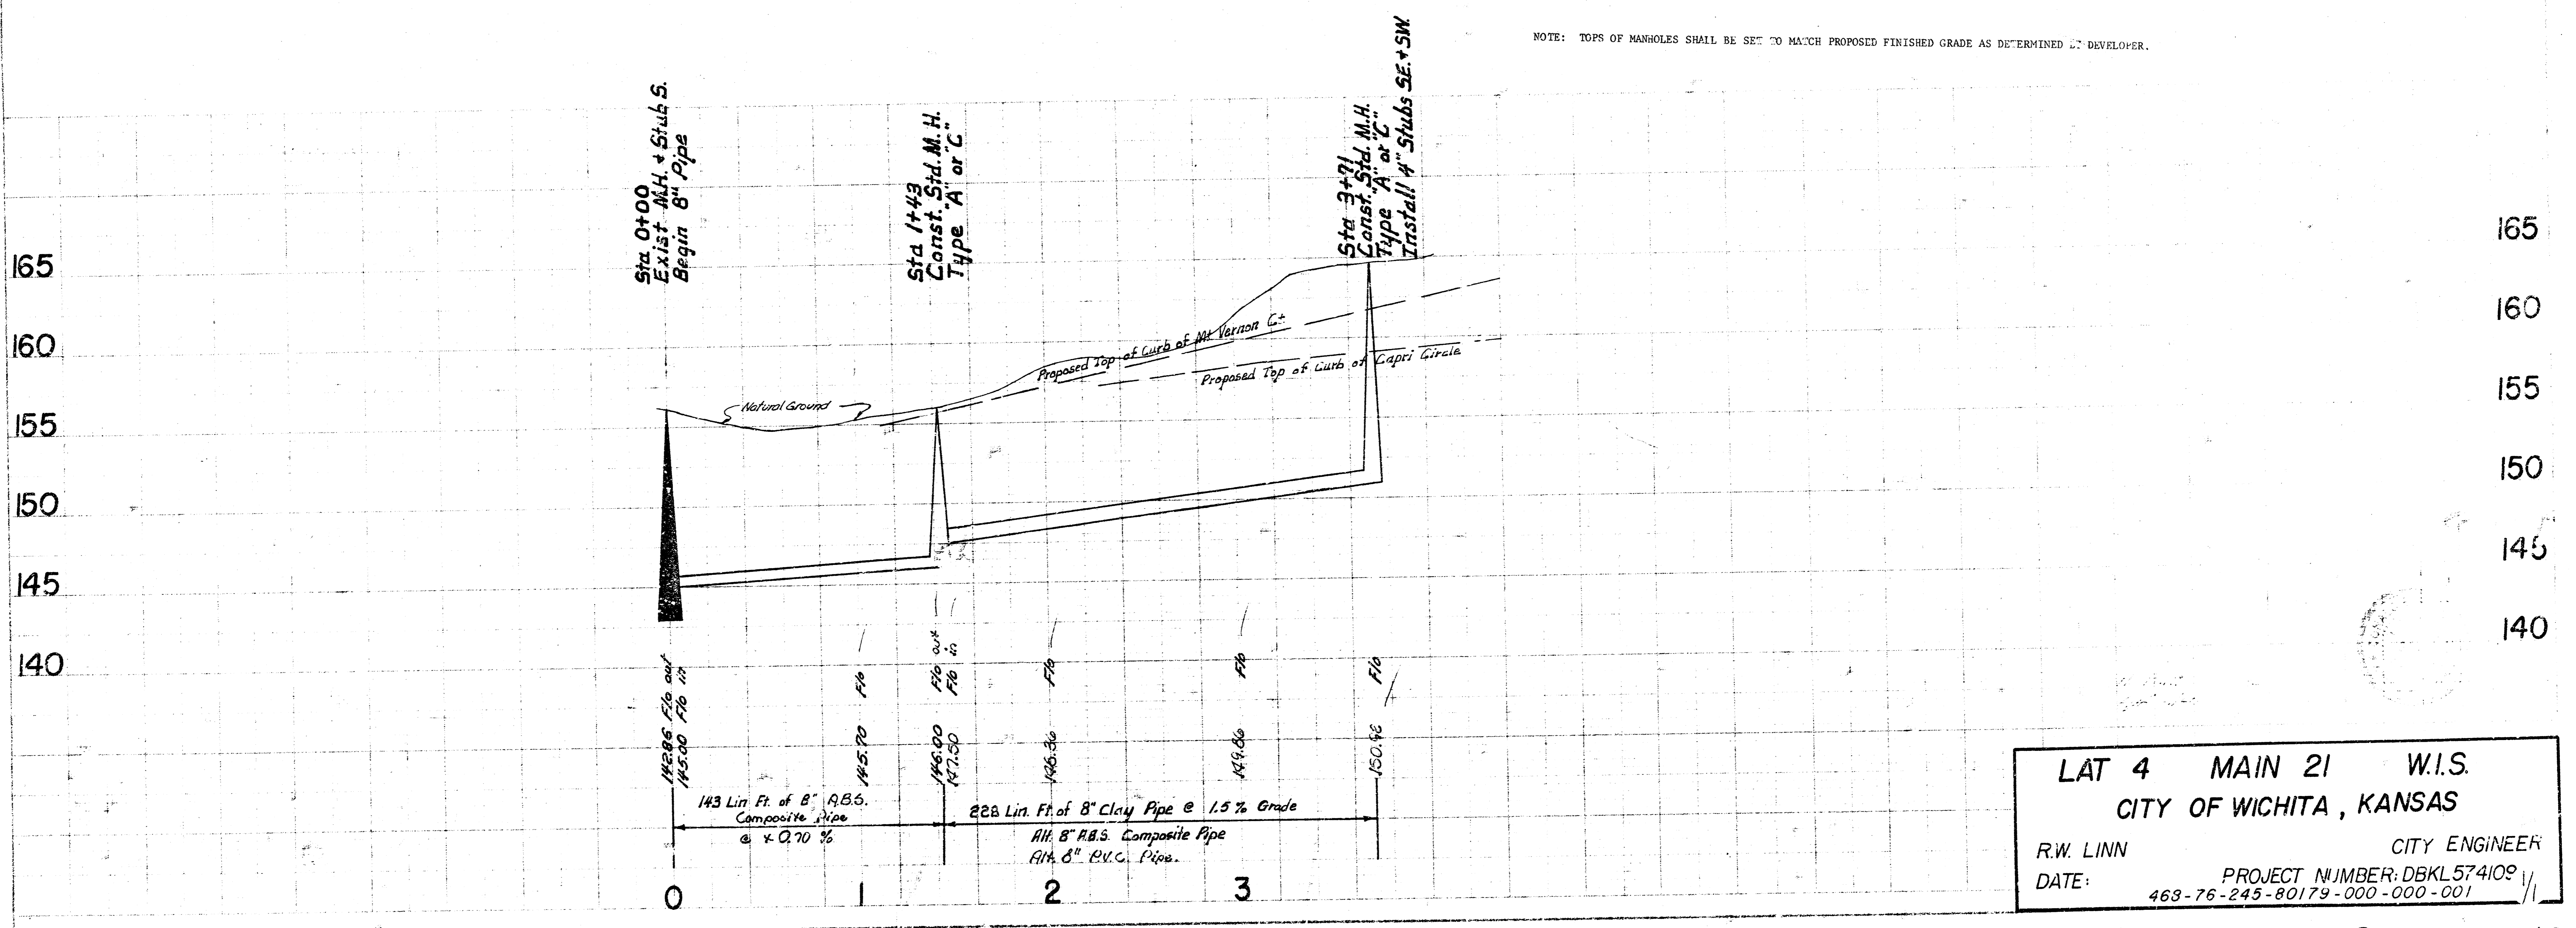 NOTE: TOPS OF MANHOLES SHALL BE SET TO MATCH PROPOSED FINISHED GRADE AS DETERMINED BY DEVELOPER.
Sta 0+00
Exist M.H. & Stub S.
Begin 8" Pipe
Sta 1+43
Const. Std. M.H.
Type "A" or "C"
Sta 3+71
Const. Std. M.H.
Type "A" or "C"
Install 4" Stubs SE. + SW.
165
160
155
150
145
140
165
160
155
150
145
140
Natural Ground
Proposed Top of Curb of Mt Vernon Ct
Proposed Top of Curb of Capri Circle
142.86 Flo out
145.00 Flo in
145.70 Flo
146.00 Flo out
147.50 Flo in
Flo
149.86 Flo
Flo
143 Lin Ft. of 8" A.B.S.
Composite Pipe
@ + 0.70 %
228 Lin. Ft. of 8" Clay Pipe @ 1.5 % Grade
Alt. 8" A.B.S. Composite Pipe
Alt. 8" P.V.C. Pipe.
0 1 2 3
LAT 4 MAIN 21 W.I.S.
CITY OF WICHITA, KANSAS
R.W. LINN CITY ENGINEER
DATE: PROJECT NUMBER: DBKL574109
468-76-245-80179-000-000-001 1/1